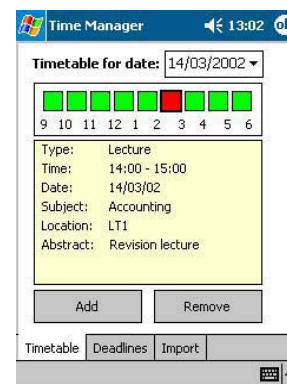 Time Manager 13:02 ok
Timetable for date: 14/03/2002
9 10 11 12 1 2 3 4 5 6
Type: Lecture
Time: 14:00 - 15:00
Date: 14/03/02
Subject: Accounting
Location: LT1
Abstract: Revision lecture
Add Remove
Timetable Deadlines Import